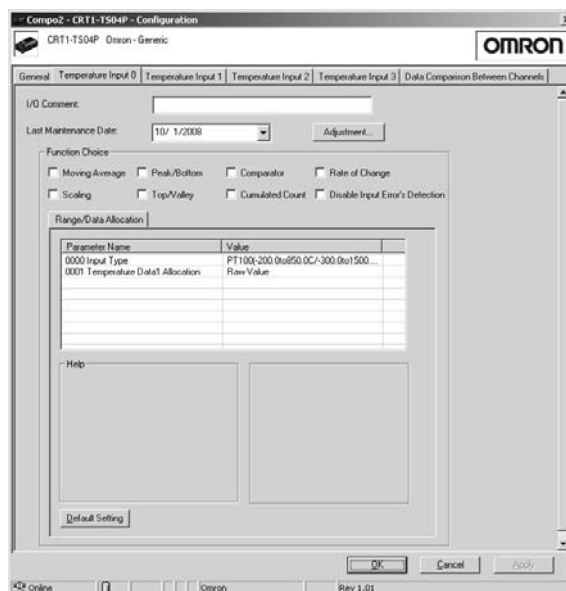 Compo2 - CRT1-TS04P - Configuration
CRT1-TS04P Omron - Generic
OMRON
General
Temperature Input 0
Temperature Input 1
Temperature Input 2
Temperature Input 3
Data Comparison Between Channels
I/O Comment:
Last Maintenance Date:
10/ 1/2008
Adjustment...
Function Choice
Moving Average
Peak/Bottom
Comparator
Rate of Change
Scaling
Top/Valley
Cumulated Count
Disable Input Error's Detection
Range/Data Allocation
Parameter Name
Value
0000 Input Type
PT100(-200.0to850.0C/-300.0to1500....
0001 Temperature Data1 Allocation
Raw Value
Help
Default Setting
OK
Cancel
Apply
Online
Omron
Rev 1.01